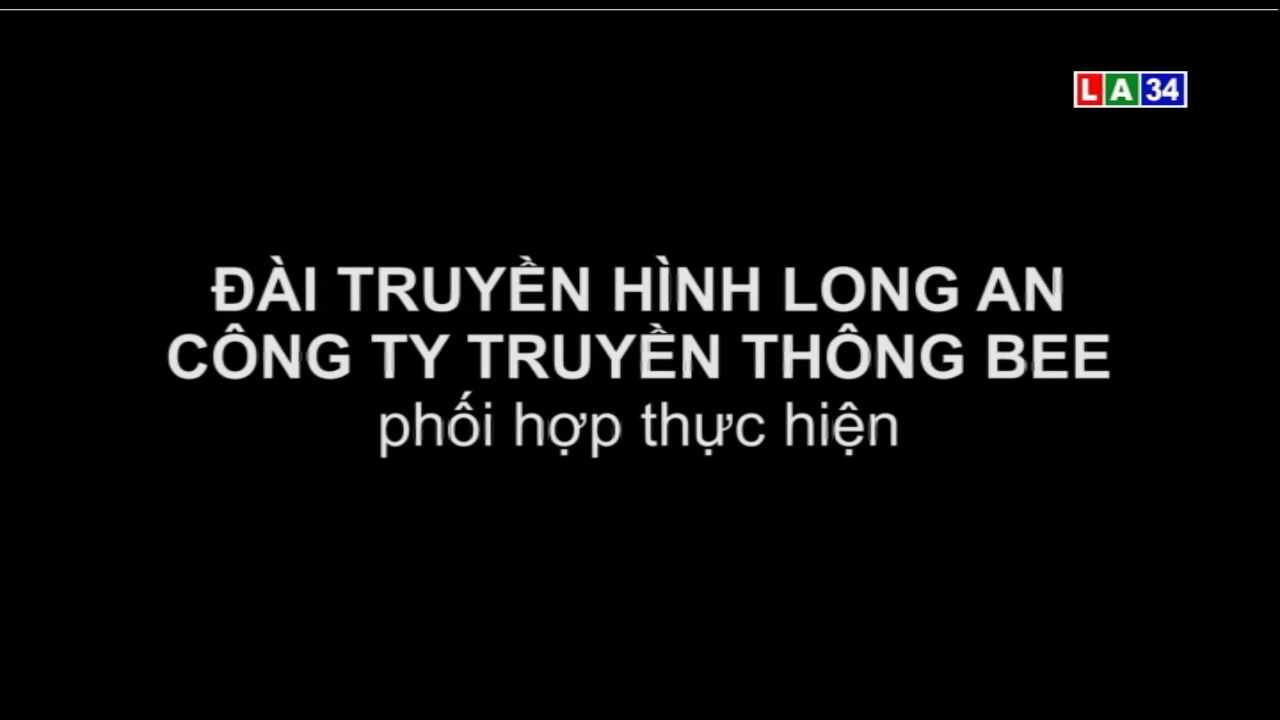 LA34
ĐÀI TRUYỀN HÌNH LONG AN
CÔNG TY TRUYỀN THÔNG BEE
phối hợp thực hiện